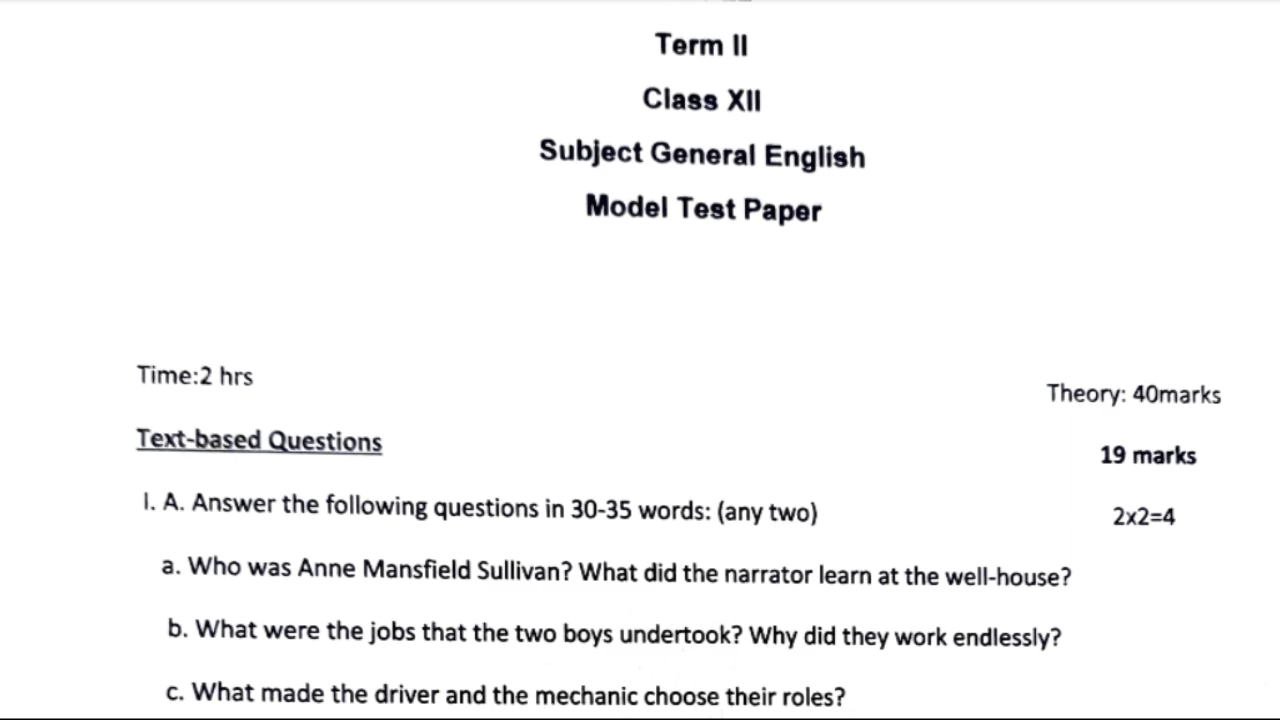 Term II
Class XII
Subject General English
Model Test Paper
Time:2 hrs
Theory: 40marks
Text-based Questions
19 marks
I. A. Answer the following questions in 30-35 words: (any two)
2x2=4
a. Who was Anne Mansfield Sullivan? What did the narrator learn at the well-house?
b. What were the jobs that the two boys undertook? Why did they work endlessly?
c. What made the driver and the mechanic choose their roles?